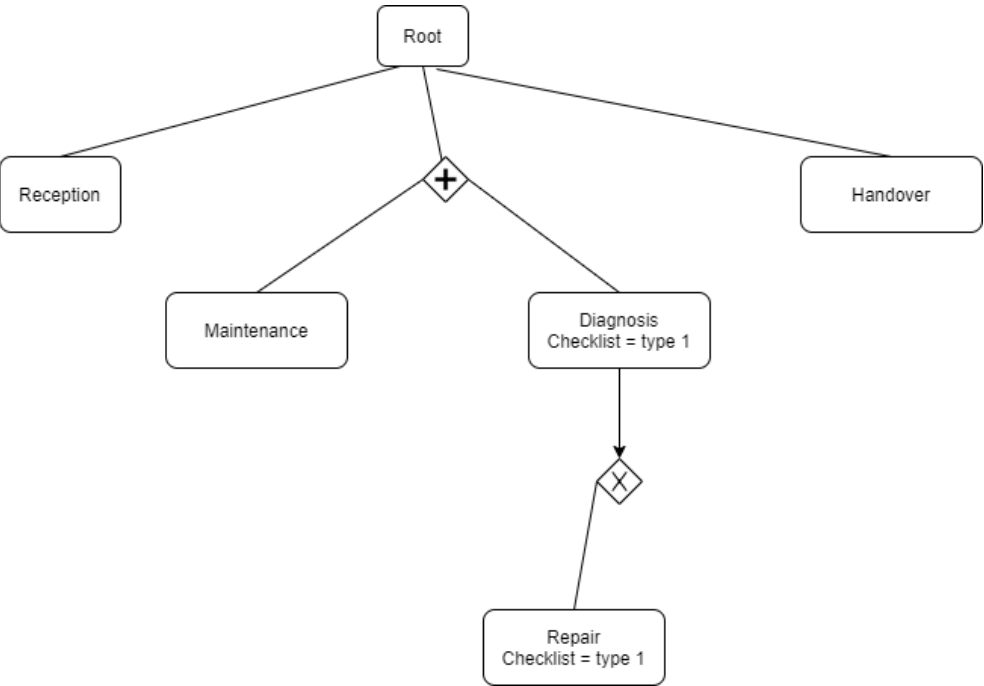 Root
Reception
Handover
Maintenance
Diagnosis
Checklist = type 1
X
Repair
Checklist = type 1